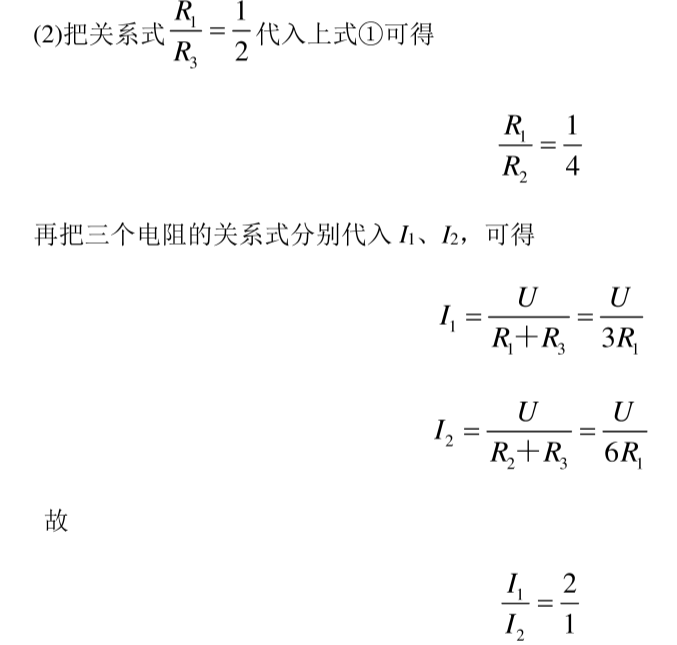 (2)把关系式 R₁/R₃ = 1/2 代入上式①可得
R₁/R₂ = 1/4
再把三个电阻的关系式分别代入 I₁、I₂，可得
I₁ = U/(R₁＋R₃) = U/3R₁
I₂ = U/(R₂＋R₃) = U/6R₁
故
I₁/I₂ = 2/1